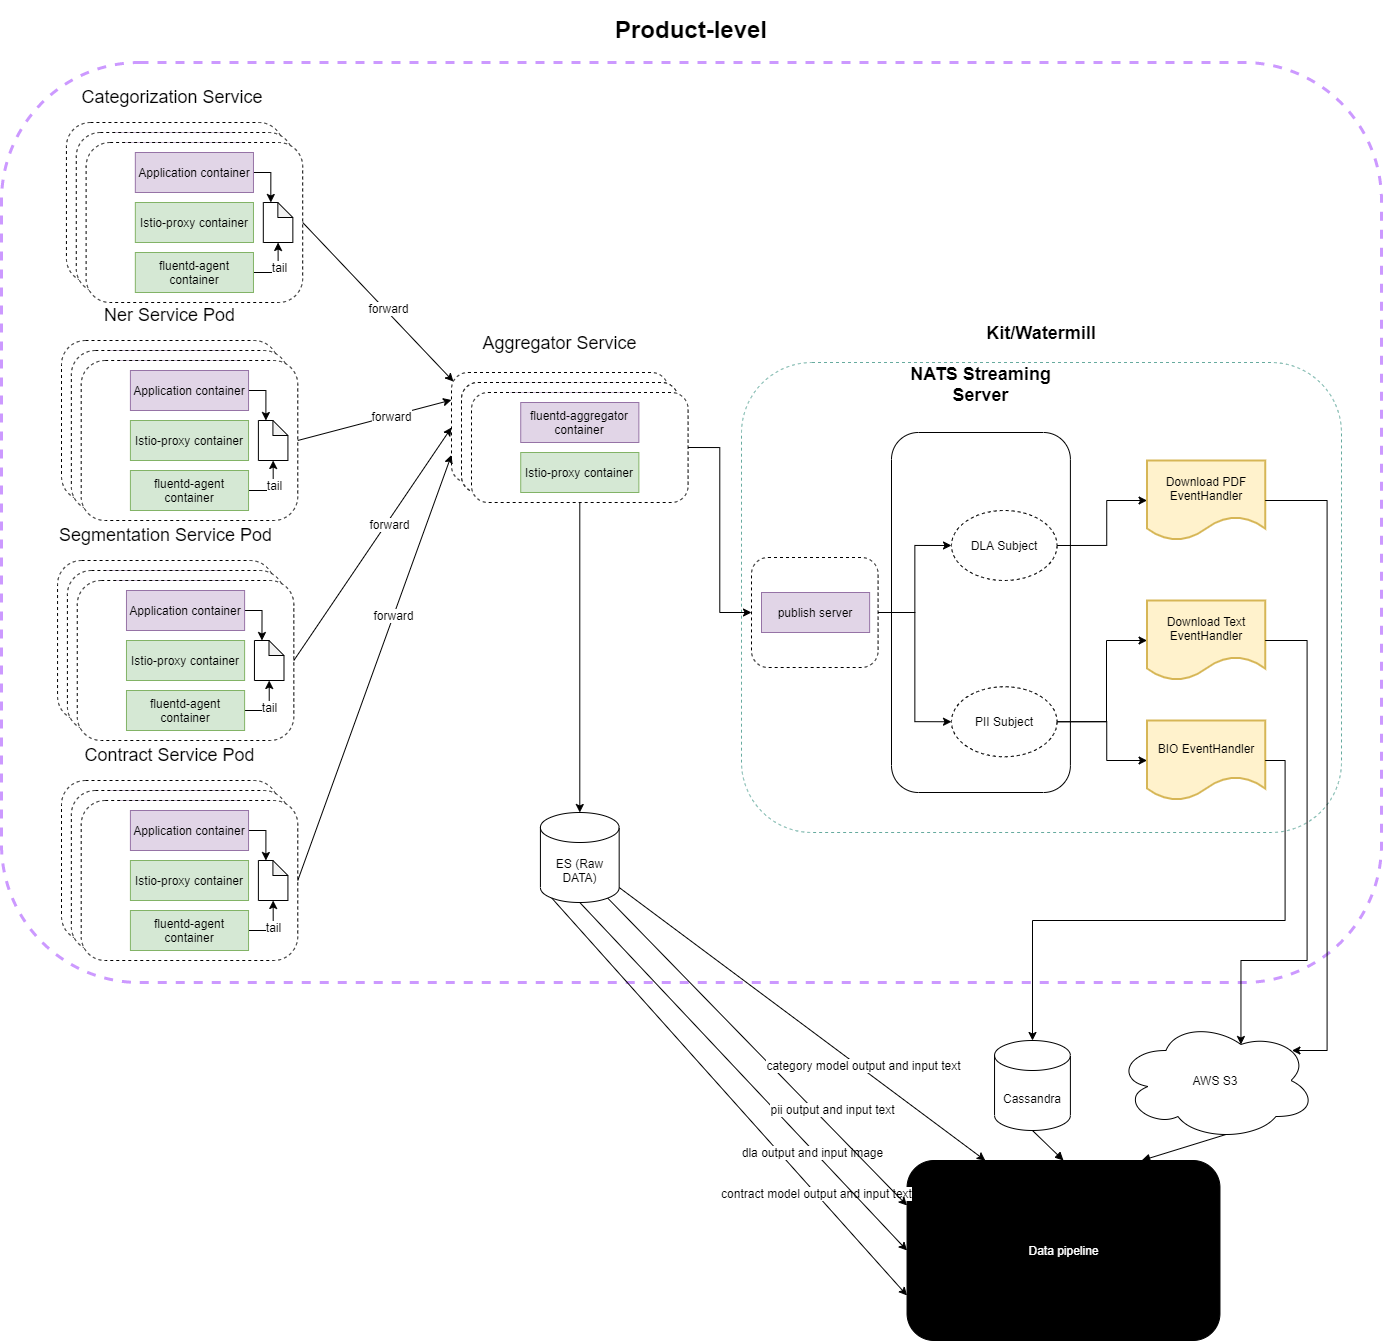 Product-level
Categorization Service
Application container
Istio-proxy container
fluentd-agent
container
tail
forward
Ner Service Pod
Application container
Istio-proxy container
fluentd-agent
container
tail
forward
Segmentation Service Pod
Application container
Istio-proxy container
fluentd-agent
container
tail
forward
Contract Service Pod
Application container
Istio-proxy container
fluentd-agent
container
tail
forward
Aggregator Service
fluentd-aggregator
container
Istio-proxy container
Kit/Watermill
NATS Streaming
Server
publish server
DLA Subject
PII Subject
Download PDF
EventHandler
Download Text
EventHandler
BIO EventHandler
ES (Raw
DATA)
category model output and input text
pii output and input text
dla output and input image
contract model output and input text
Cassandra
AWS S3
Data pipeline